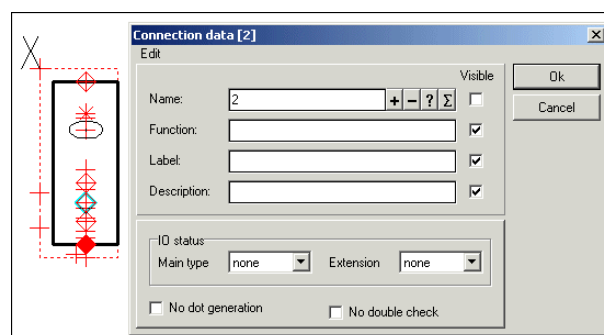 Connection data [2]
Edit
Visible
Ok
Name: 2 + - ? Σ
Cancel
Function:
Label:
Description:
IO status
Main type none Extension none
No dot generation No double check